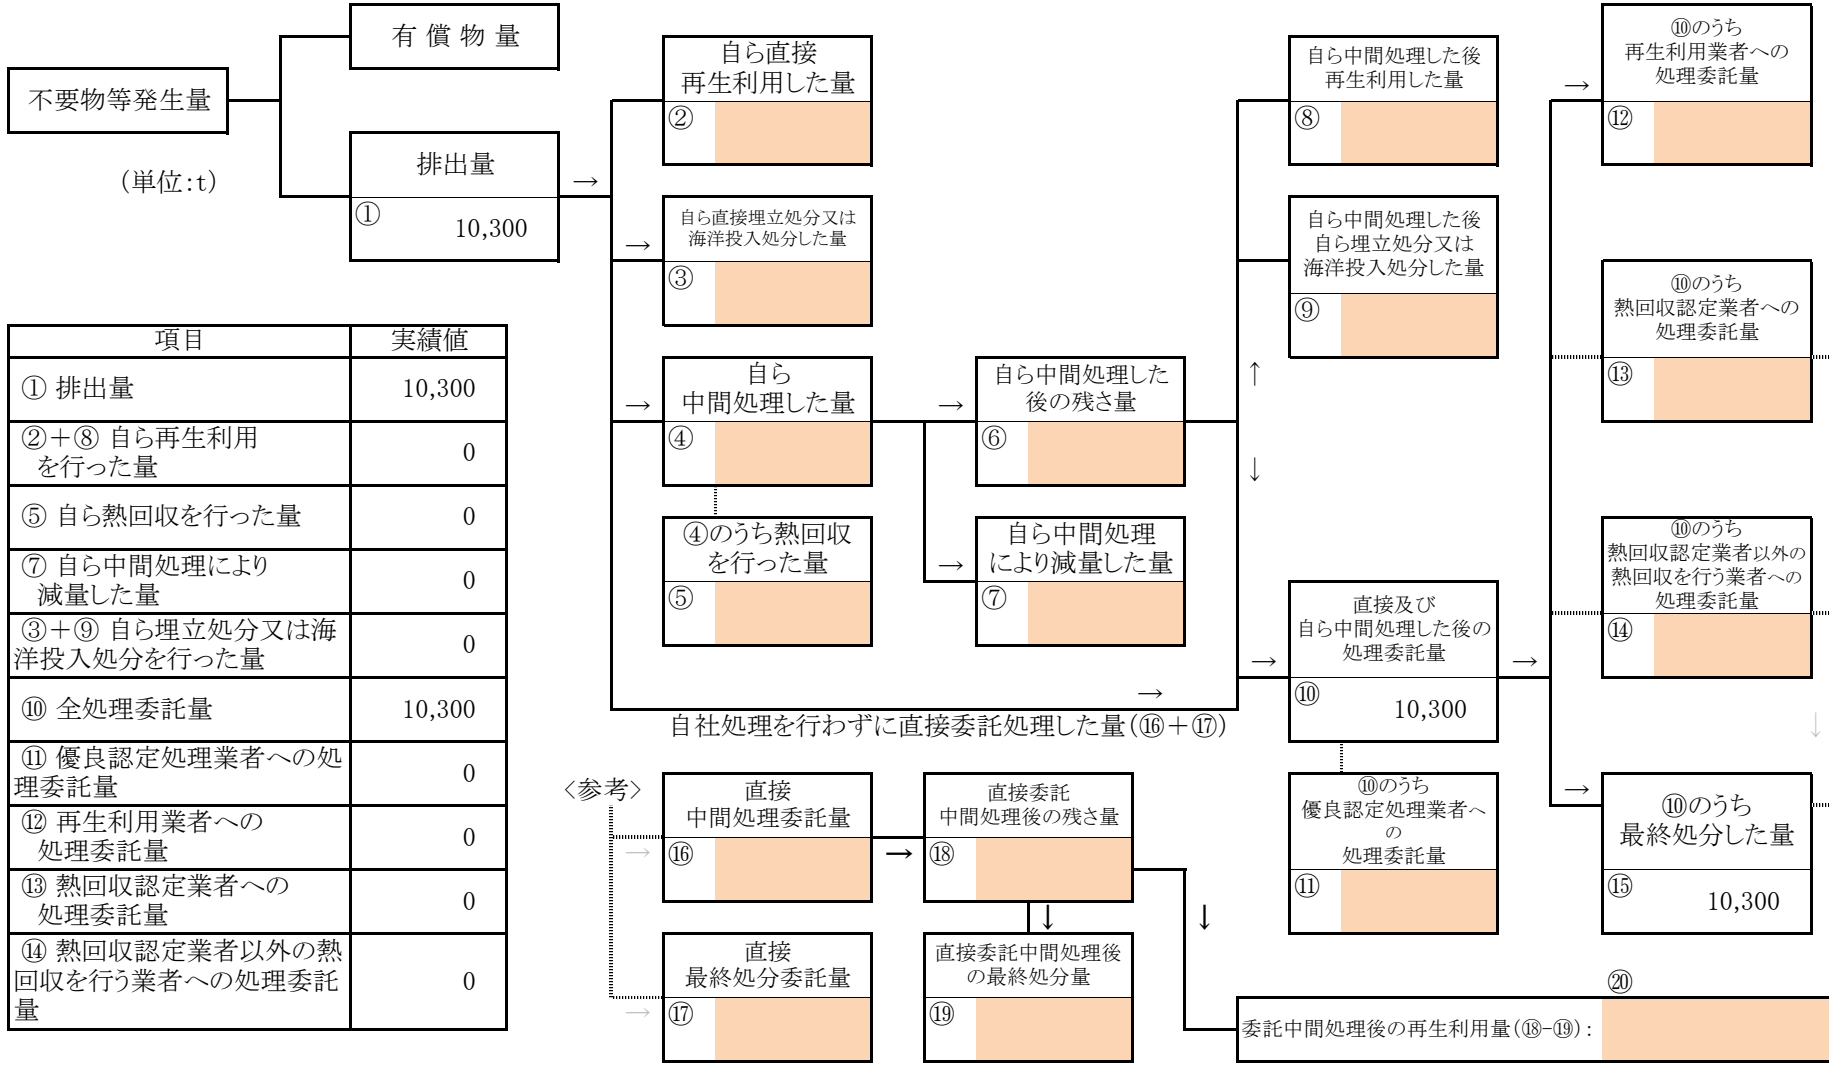 有 償 物 量
不要物等発生量
(単位:t)
排出量
①
10,300
→
自ら直接
再生利用した量
②
→
自ら直接埋立処分又は
海洋投入処分した量
③
→
自ら
中間処理した量
④
④のうち熱回収
を行った量
⑤
→
自ら中間処理した
後の残さ量
⑥
→
自ら中間処理
により減量した量
⑦
自ら中間処理した後
再生利用した量
⑧
自ら中間処理した後
自ら埋立処分又は
海洋投入処分した量
⑨
↑
↓
→
直接及び
自ら中間処理した後の
処理委託量
⑩
10,300
→
自社処理を行わずに直接委託処理した量(⑯+⑰)
⑩のうち
優良認定処理業者へ
の
処理委託量
⑪
→
→
⑩のうち
再生利用業者への
処理委託量
⑫
⑩のうち
熱回収認定業者への
処理委託量
⑬
⑩のうち
熱回収認定業者以外の
熱回収を行う業者への
処理委託量
⑭
↓
→
⑩のうち
最終処分した量
⑮
10,300
項目 実績値
① 排出量 10,300
②+⑧ 自ら再生利用
を行った量 0
⑤ 自ら熱回収を行った量 0
⑦ 自ら中間処理により
減量した量 0
③+⑨ 自ら埋立処分又は海
洋投入処分を行った量 0
⑩ 全処理委託量 10,300
⑪ 優良認定処理業者への処
理委託量 0
⑫ 再生利用業者への
処理委託量 0
⑬ 熱回収認定業者への
処理委託量 0
⑭ 熱回収認定業者以外の熱
回収を行う業者への処理委託
量 0
<参考>
→
直接
中間処理委託量
⑯
→
直接委託
中間処理後の残さ量
⑱
↓
↓
→
直接
最終処分委託量
⑰
直接委託中間処理後
の最終処分量
⑲
⑳
委託中間処理後の再生利用量(⑱-⑲):